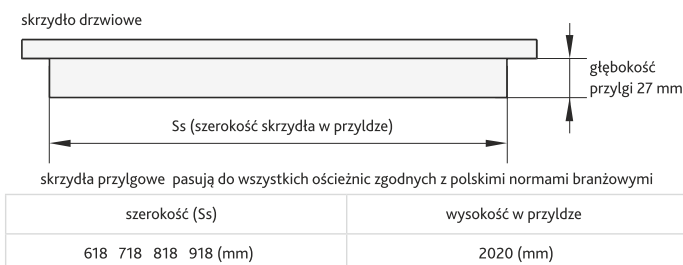 skrzydło drzwiowe
głębokość
przylgi 27 mm
Ss (szerokość skrzydła w przyldze)
skrzydła przylgowe pasują do wszystkich ościeżnic zgodnych z polskimi normami branżowymi
szerokość (Ss) wysokość w przyldze
618 718 818 918 (mm) 2020 (mm)